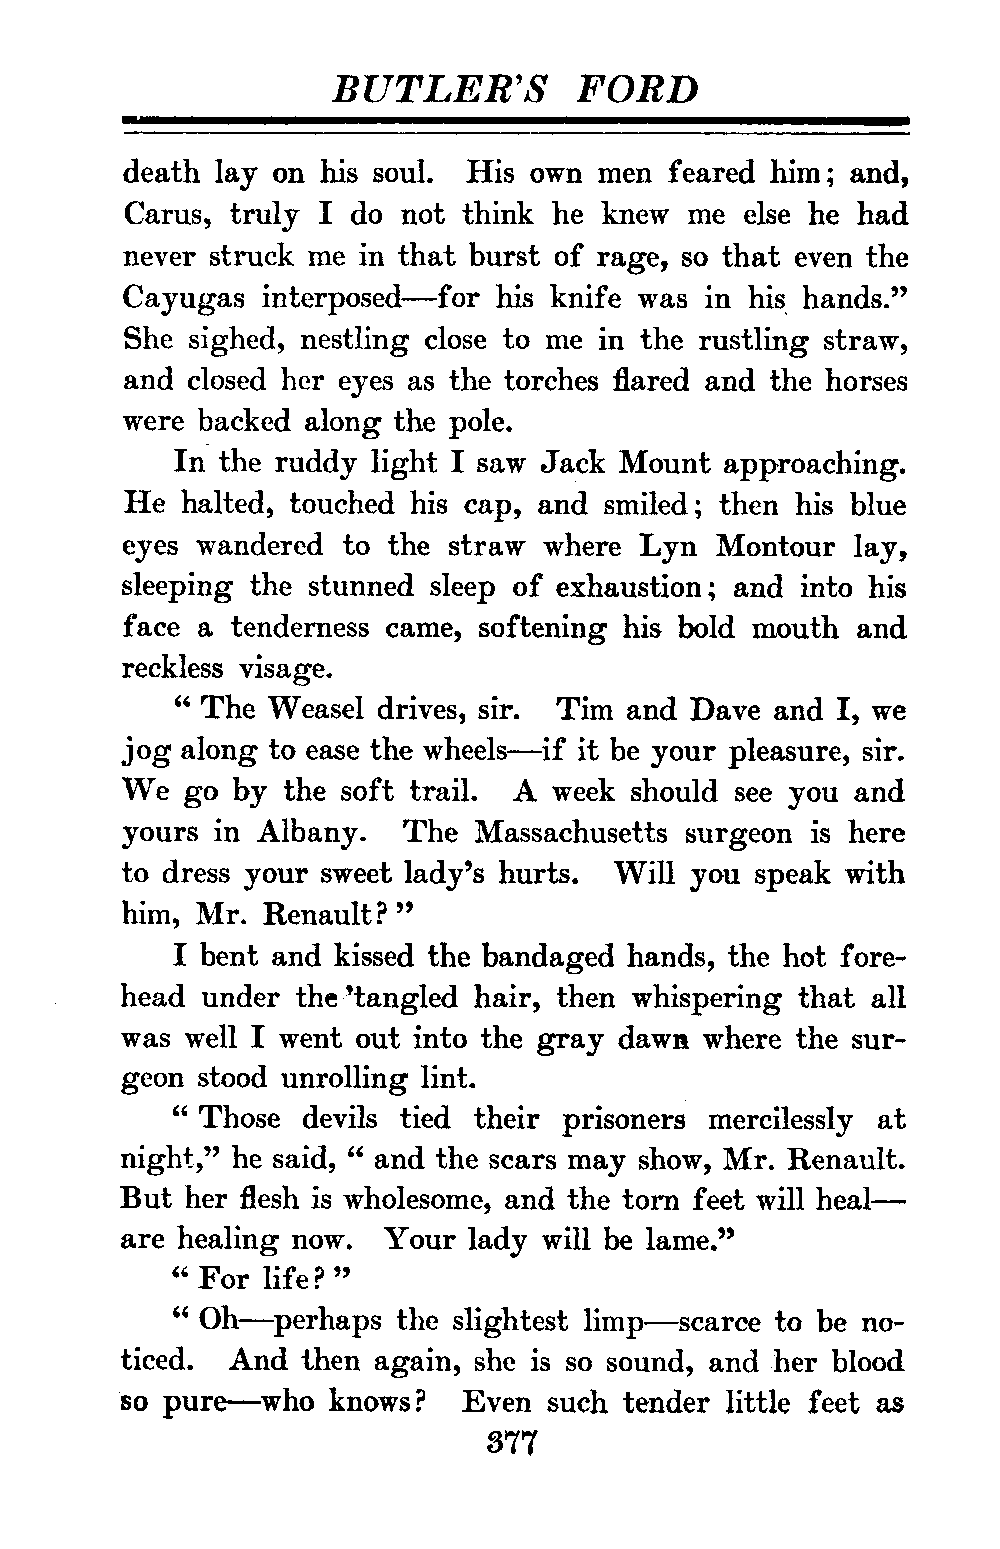 BUTLER'S FORD
death lay on his soul. His own men feared him; and,
Carus, truly I do not think he knew me else he had
never struck me in that burst of rage, so that even the
Cayugas interposed—for his knife was in his hands."
She sighed, nestling close to me in the rustling straw,
and closed her eyes as the torches flared and the horses
were backed along the pole.
In the ruddy light I saw Jack Mount approaching.
He halted, touched his cap, and smiled; then his blue
eyes wandered to the straw where Lyn Montour lay,
sleeping the stunned sleep of exhaustion; and into his
face a tenderness came, softening his bold mouth and
reckless visage.
" The Weasel drives, sir. Tim and Dave and I, we
jog along to ease the wheels—if it be your pleasure, sir.
We go by the soft trail. A week should see you and
yours in Albany. The Massachusetts surgeon is here
to dress your sweet lady's hurts. Will you speak with
him, Mr. Renault? "
I bent and kissed the bandaged hands, the hot fore-
head under the 'tangled hair, then whispering that all
was well I went out into the gray dawn where the sur-
geon stood unrolling lint.
" Those devils tied their prisoners mercilessly at
night," he said, " and the scars may show, Mr. Renault.
But her flesh is wholesome, and the torn feet will heal—
are healing now. Your lady will be lame."
" For life? "
" Oh—perhaps the slightest limp—scarce to be no-
ticed. And then again, she is so sound, and her blood
so pure—who knows? Even such tender little feet as
377